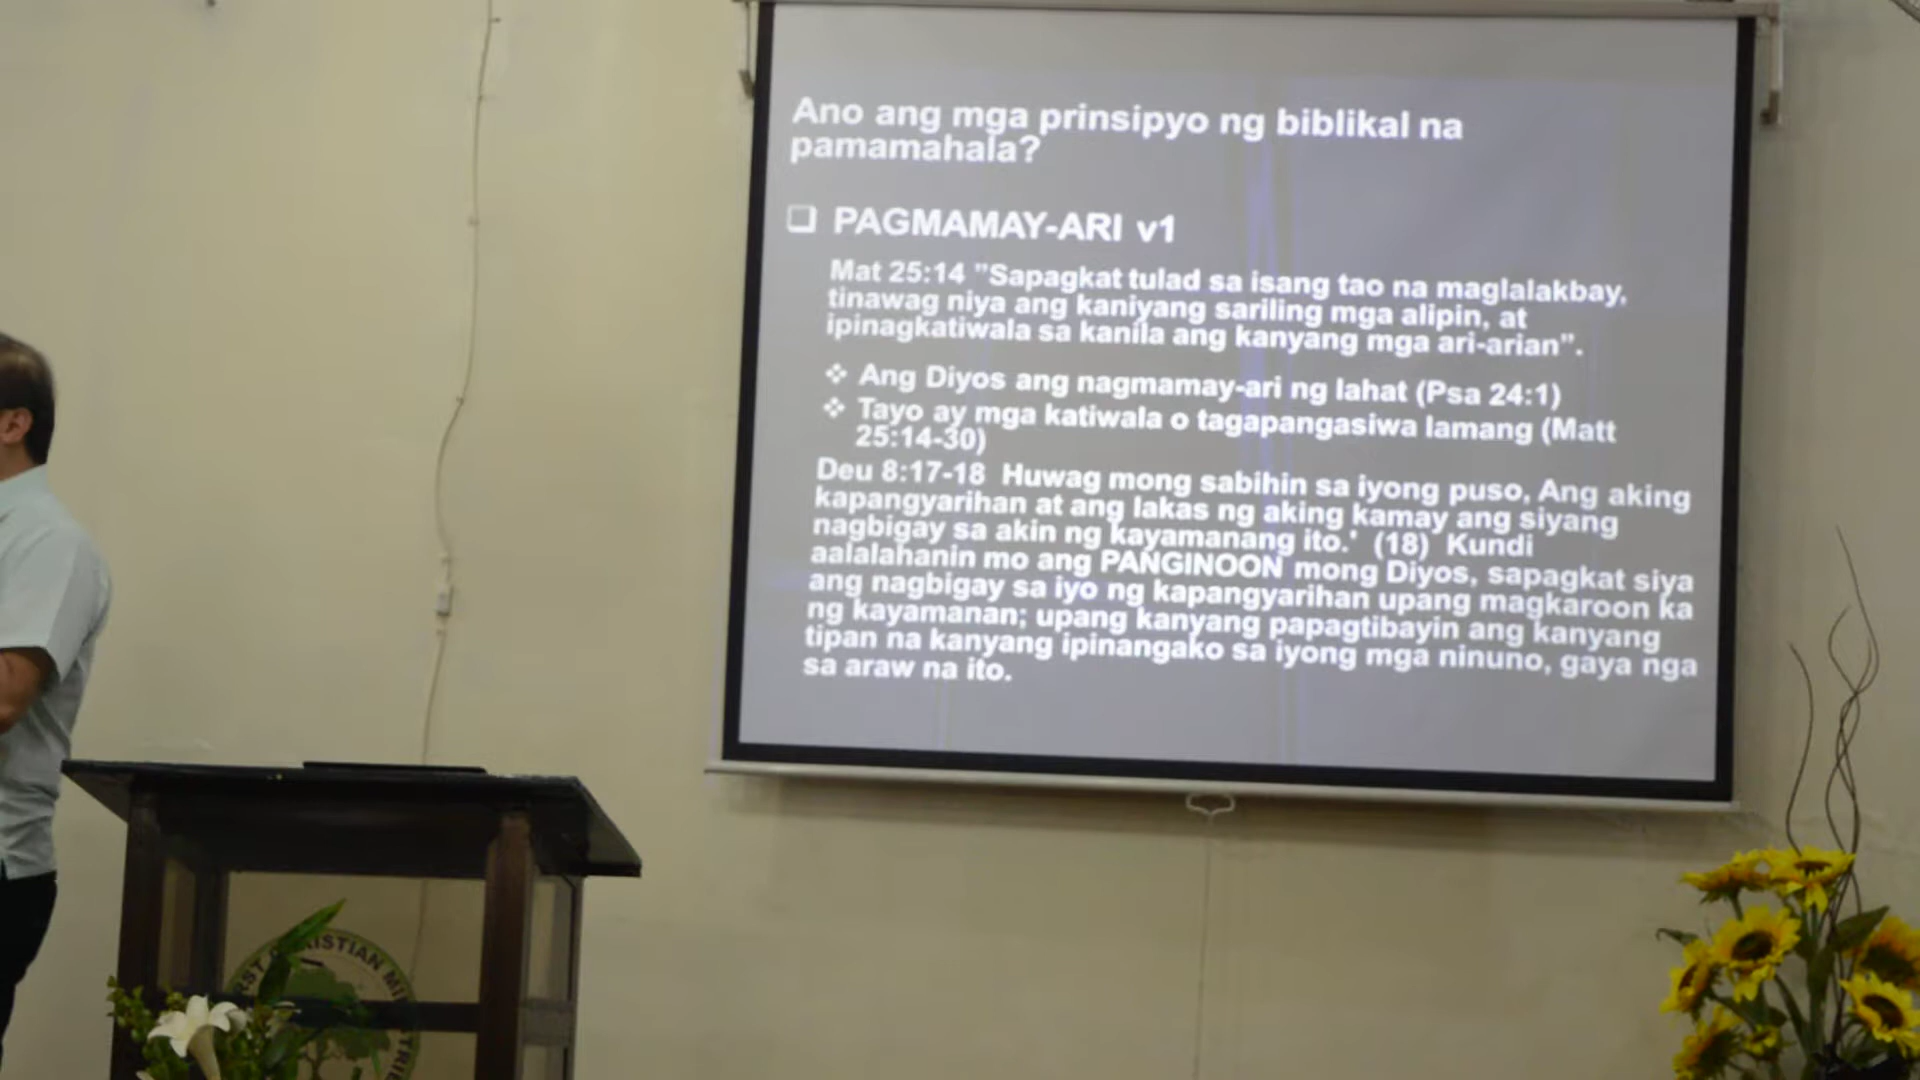 Ano ang mga prinsipyo ng biblikal na
pamamahala?
❑ PAGMAMAY-ARI v1
Mat 25:14 ”Sapagkat tulad sa isang tao na maglalakbay,
tinawag niya ang kaniyang sariling mga alipin, at
ipinagkatiwala sa kanila ang kanyang mga ari-arian”.
❖ Ang Diyos ang nagmamay-ari ng lahat (Psa 24:1)
❖ Tayo ay mga katiwala o tagapangasiwa lamang (Matt
25:14-30)
Deu 8:17-18 Huwag mong sabihin sa iyong puso, Ang aking
kapangyarihan at ang lakas ng aking kamay ang siyang
nagbigay sa akin ng kayamanang ito.' (18) Kundi
aalalahanin mo ang PANGINOON mong Diyos, sapagkat siya
ang nagbigay sa iyo ng kapangyarihan upang magkaroon ka
ng kayamanan; upang kanyang papagtibayin ang kanyang
tipan na kanyang ipinangako sa iyong mga ninuno, gaya nga
sa araw na ito.